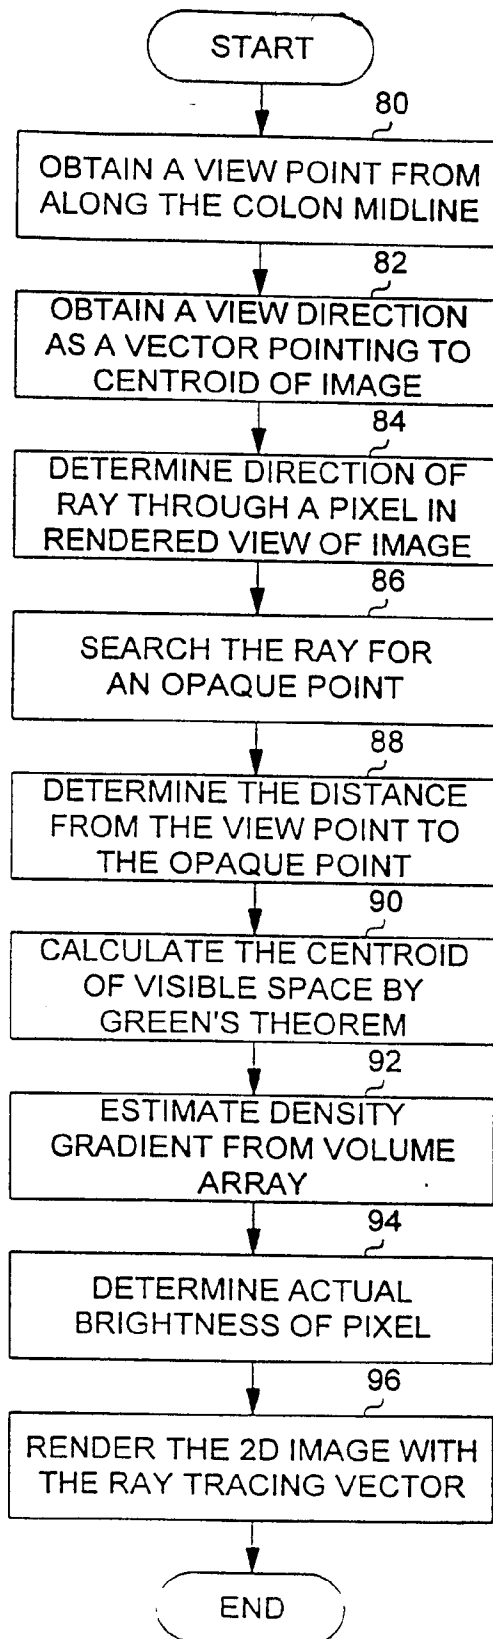 START
80
OBTAIN A VIEW POINT FROM
ALONG THE COLON MIDLINE
82
OBTAIN A VIEW DIRECTION
AS A VECTOR POINTING TO
CENTROID OF IMAGE
84
DETERMINE DIRECTION OF
RAY THROUGH A PIXEL IN
RENDERED VIEW OF IMAGE
86
SEARCH THE RAY FOR
AN OPAQUE POINT
88
DETERMINE THE DISTANCE
FROM THE VIEW POINT TO
THE OPAQUE POINT
90
CALCULATE THE CENTROID
OF VISIBLE SPACE BY
GREEN'S THEOREM
92
ESTIMATE DENSITY
GRADIENT FROM VOLUME
ARRAY
94
DETERMINE ACTUAL
BRIGHTNESS OF PIXEL
96
RENDER THE 2D IMAGE WITH
THE RAY TRACING VECTOR
END